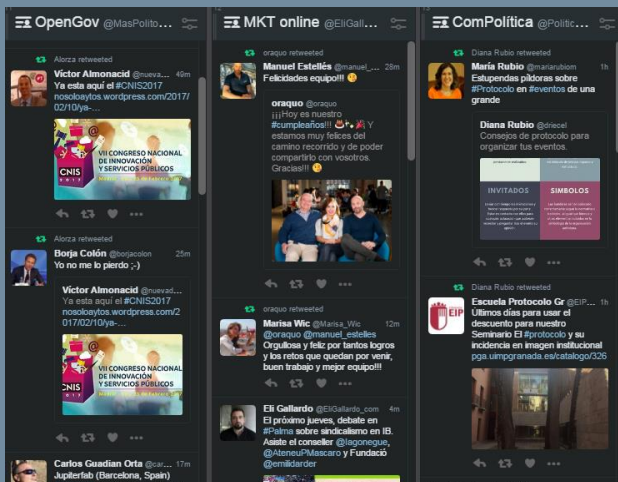 OpenGov @MasPolito...
Alorza retweeted
Víctor Almonacid @nueva... 49m
Ya esta aquí el #CNIS2017
nosoloaytos.wordpress.com/2017/
02/10/ya-...
VII CONGRESO NACIONAL
DE INNOVACIÓN
Y SERVICIOS PÚBLICOS
CNIS
2017
Alorza retweeted
Borja Colón @borjacolon 25m
Yo no me lo pierdo ;-)
Víctor Almonacid @nuevad...
Ya esta aquí el #CNIS2017
nosoloaytos.wordpress.com/2
017/02/10/ya-...
VII CONGRESO NACIONAL
DE INNOVACIÓN
Y SERVICIOS PÚBLICOS
CNIS
2017
Carlos Guadian Orta @car... 17m
Jupiterfab (Barcelona, Spain)
MKT online @EliGall...
oraquo retweeted
Manuel Estellés @manuel_... 28m
Felicidades equipo!!! 😘
oraquo @oraquo
¡¡¡Hoy es nuestro
#cumpleaños!!! Y
estamos muy felices del
camino recorrido y de poder
compartirlo con vosotros.
Gracias!!! 😘
oraquo retweeted
Marisa Wic @Marisa_Wic 12m
@oraquo @manuel_estelles
Orgullosa y feliz por tantos logros
y los retos que quedan por venir,
buen trabajo y mejor equipo!!!
Eli Gallardo @EliGallardo_com 4m
El próximo jueves, debate en
#Palma sobre sindicalismo en IB.
Asiste el conseller @lagonegue,
@AteneuPMascaro y Fundació
@emilidarder
ComPolítica @Politic...
Diana Rubio retweeted
María Rubio @mariarubiom 1h
Estupendas píldoras sobre
#Protocolo en #eventos de una
grande
Diana Rubio @driecel
Consejos de protocolo para
organizar tus eventos.
INVITADOS
SIMBOLOS
Diana Rubio retweeted
Escuela Protocolo Gr @EIP... 1h
EIP
Últimos días para usar el
descuento para nuestro
Seminario El #protocolo y su
incidencia en imagen institucional
pga.uimpgranada.es/catalogo/326